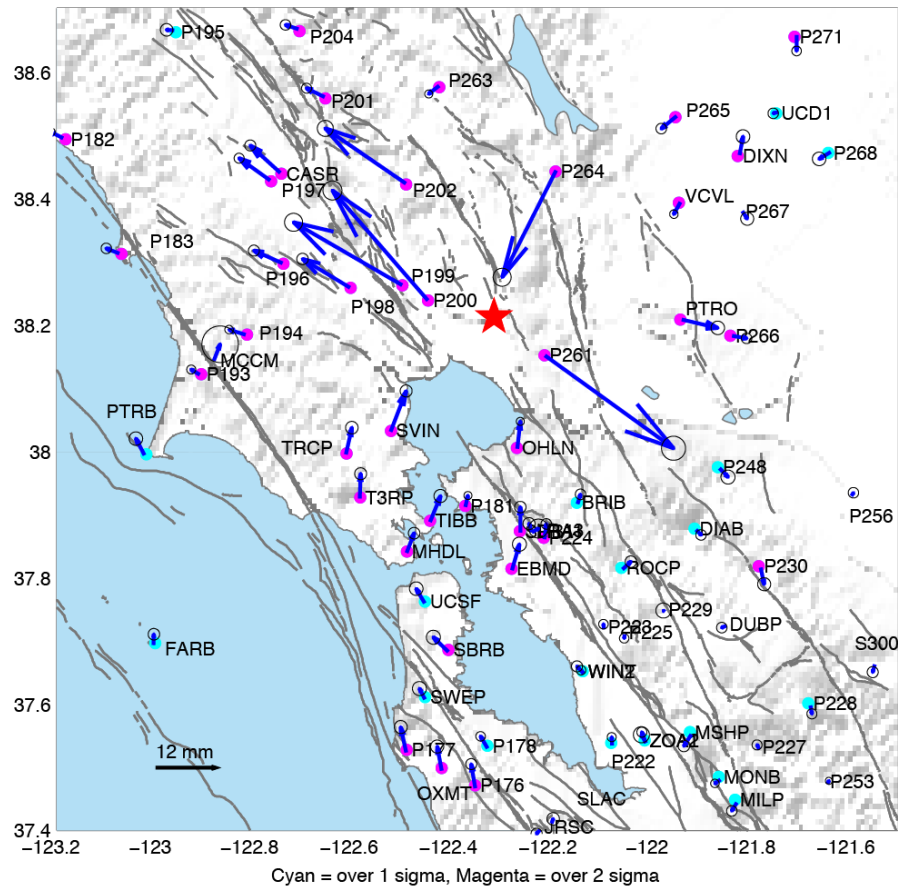 P195
P204
P271
38.6
P263
P201
P265
UCD1
P182
DIXN
P268
CASR
P264
P197
38.4
P202
VCVL
P267
P183
P196
P199
P198
P200
PTRO
38.2
P194
P266
MCCM
P261
P193
PTRB
SVIN
TRCP
OHLN
38
P248
T3RP
P181
BRIB
P256
TIBB
DIAB
P224
MHDL
EBMD
ROCP
P230
37.8
UCSF
P229
P223
P225
DUBP
FARB
SBRB
S300
WINT
37.6
SWEP
P228
MSHP
P177
P178
ZOA2
P227
P222
12 mm
OXMT
P176
SLAC
MONB
P253
MILP
JRSC
37.4
−123.2
−123
−122.8
−122.6
−122.4
−122.2
−122
−121.8
−121.6
Cyan = over 1 sigma, Magenta = over 2 sigma